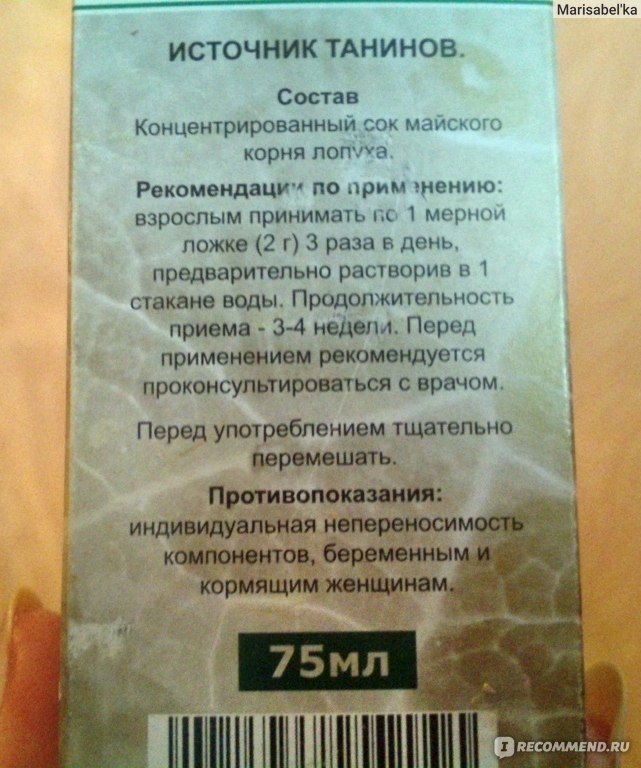 Marisabel'ka
ИСТОЧНИК ТАНИНОВ.
Состав
Концентрированный сок майского
корня лопуха.
Рекомендации по применению:
взрослым принимать по 1 мерной
ложке (2 г) 3 раза в день,
предварительно растворив в 1
стакане воды. Продолжительность
приема - 3-4 недели. Перед
применением рекомендуется
проконсультироваться с врачом.
Перед употреблением тщательно
перемешать.
Противопоказания:
индивидуальная непереносимость
компонентов, беременным и
кормящим женщинам.
75мл
I RECOMMEND.RU